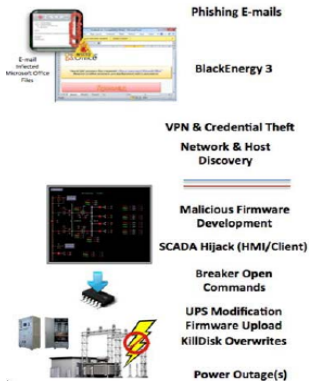 Phishing E-mails
Office
E-mail
Infected
Microsoft Office
Files
BlackEnergy 3
VPN & Credential Theft
Network & Host
Discovery
Malicious Firmware
Development
SCADA Hijack (HMI/Client)
Breaker Open
Commands
UPS Modification
Firmware Upload
KillDisk Overwrites
Power Outage(s)